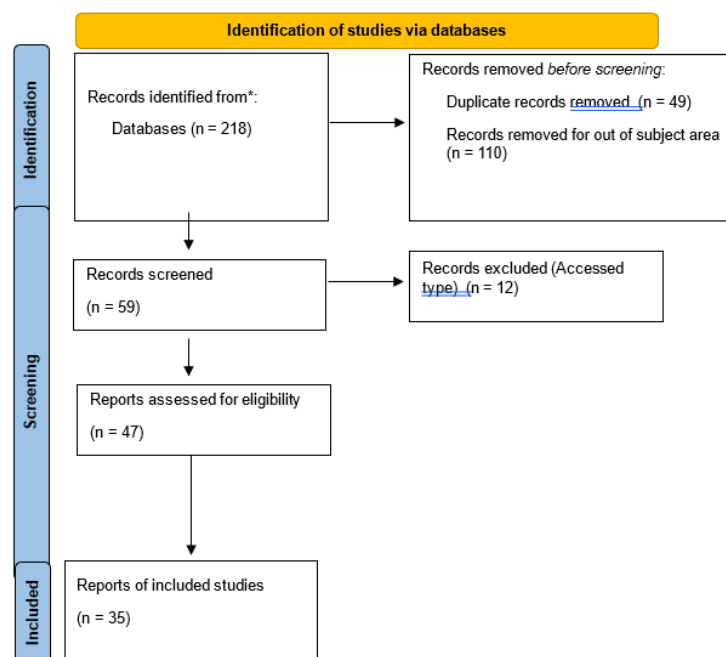 Identification of studies via databases
Identification
Records identified from*:
Databases (n = 218)
Records removed before screening:
Duplicate records removed (n = 49)
Records removed for out of subject area
(n = 110)
Screening
Records screened
(n = 59)
Records excluded (Accessed
type) (n = 12)
Reports assessed for eligibility
(n = 47)
Included
Reports of included studies
(n = 35)